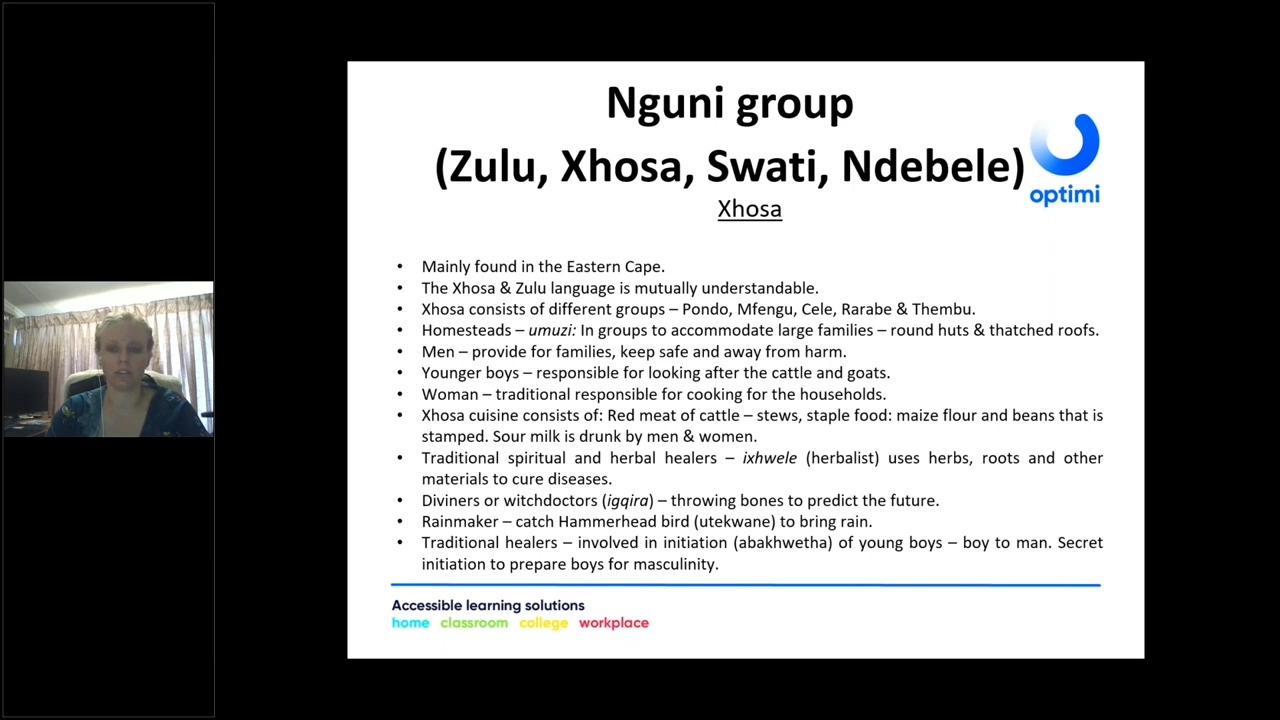 Nguni group
(Zulu, Xhosa, Swati, Ndebele)
optimi
Xhosa
• Mainly found in the Eastern Cape.
• The Xhosa & Zulu language is mutually understandable.
• Xhosa consists of different groups – Pondo, Mfengu, Cele, Rarabe & Thembu.
• Homesteads – umuzi: In groups to accommodate large families – round huts & thatched roofs.
• Men – provide for families, keep safe and away from harm.
• Younger boys – responsible for looking after the cattle and goats.
• Woman – traditional responsible for cooking for the households.
• Xhosa cuisine consists of: Red meat of cattle – stews, staple food: maize flour and beans that is
stamped. Sour milk is drunk by men & women.
• Traditional spiritual and herbal healers – ixhwele (herbalist) uses herbs, roots and other
materials to cure diseases.
• Diviners or witchdoctors (igqira) – throwing bones to predict the future.
• Rainmaker – catch Hammerhead bird (utekwane) to bring rain.
• Traditional healers – involved in initiation (abakhwetha) of young boys – boy to man. Secret
initiation to prepare boys for masculinity.
Accessible learning solutions
home classroom college workplace